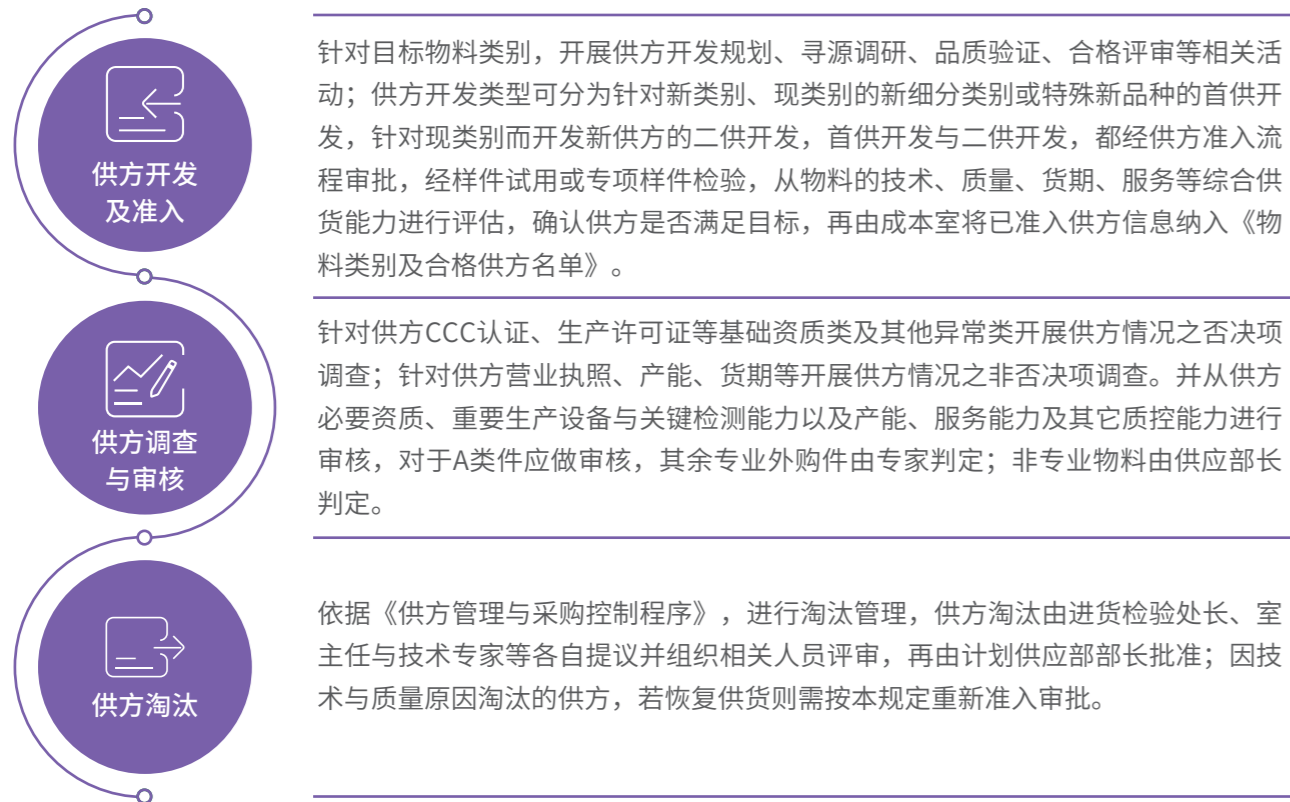 供方开发
及准入
针对目标物料类别，开展供方开发规划、寻源调研、品质验证、合格评审等相关活
动；供方开发类型可分为针对新类别、现类别的新细分类别或特殊新品种的首供开
发，针对现类别而开发新供方的二供开发，首供开发与二供开发，都经供方准入流
程审批，经样件试用或专项样件检验，从物料的技术、质量、货期、服务等综合供
货能力进行评估，确认供方是否满足目标，再由成本室将已准入供方信息纳入《物
料类别及合格供方名单》。
供方调查
与审核
针对供方CCC认证、生产许可证等基础资质类及其他异常类开展供方情况之否决项
调查；针对供方营业执照、产能、货期等开展供方情况之非否决项调查。并从供方
必要资质、重要生产设备与关键检测能力以及产能、服务能力及其它质控能力进行
审核，对于A类件应做审核，其余专业外购件由专家判定；非专业物料由供应部长
判定。
供方淘汰
依据《供方管理与采购控制程序》，进行淘汰管理，供方淘汰由进货检验处长、室
主任与技术专家等各自提议并组织相关人员评审，再由计划供应部部长批准；因技
术与质量原因淘汰的供方，若恢复供货则需按本规定重新准入审批。